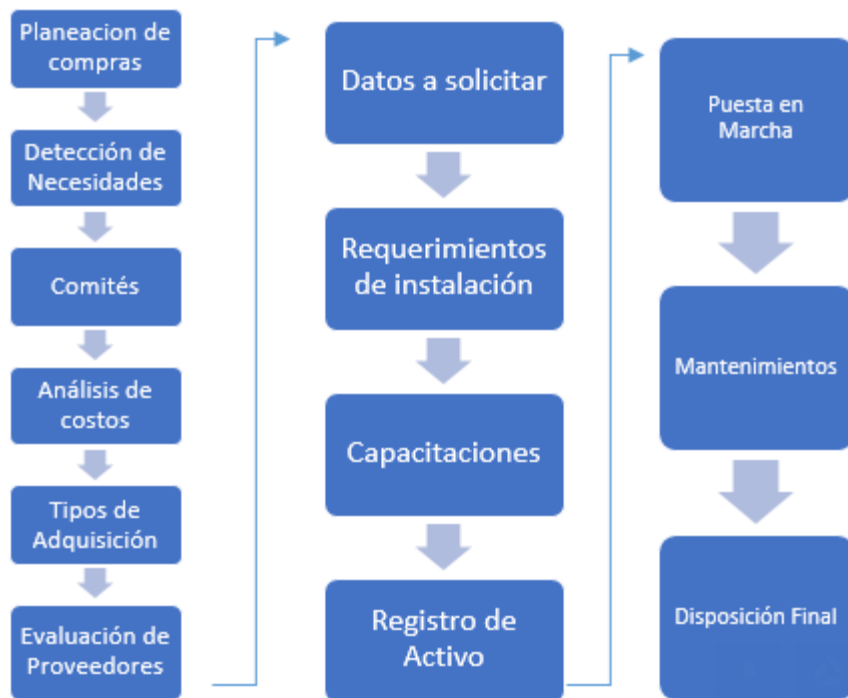 Planeacion de
compras
Detección de
Necesidades
Comités
Análisis de
costos
Tipos de
Adquisición
Evaluación de
Proveedores
Datos a solicitar
Requerimientos
de instalación
Capacitaciones
Registro de
Activo
Puesta en
Marcha
Mantenimientos
Disposición Final